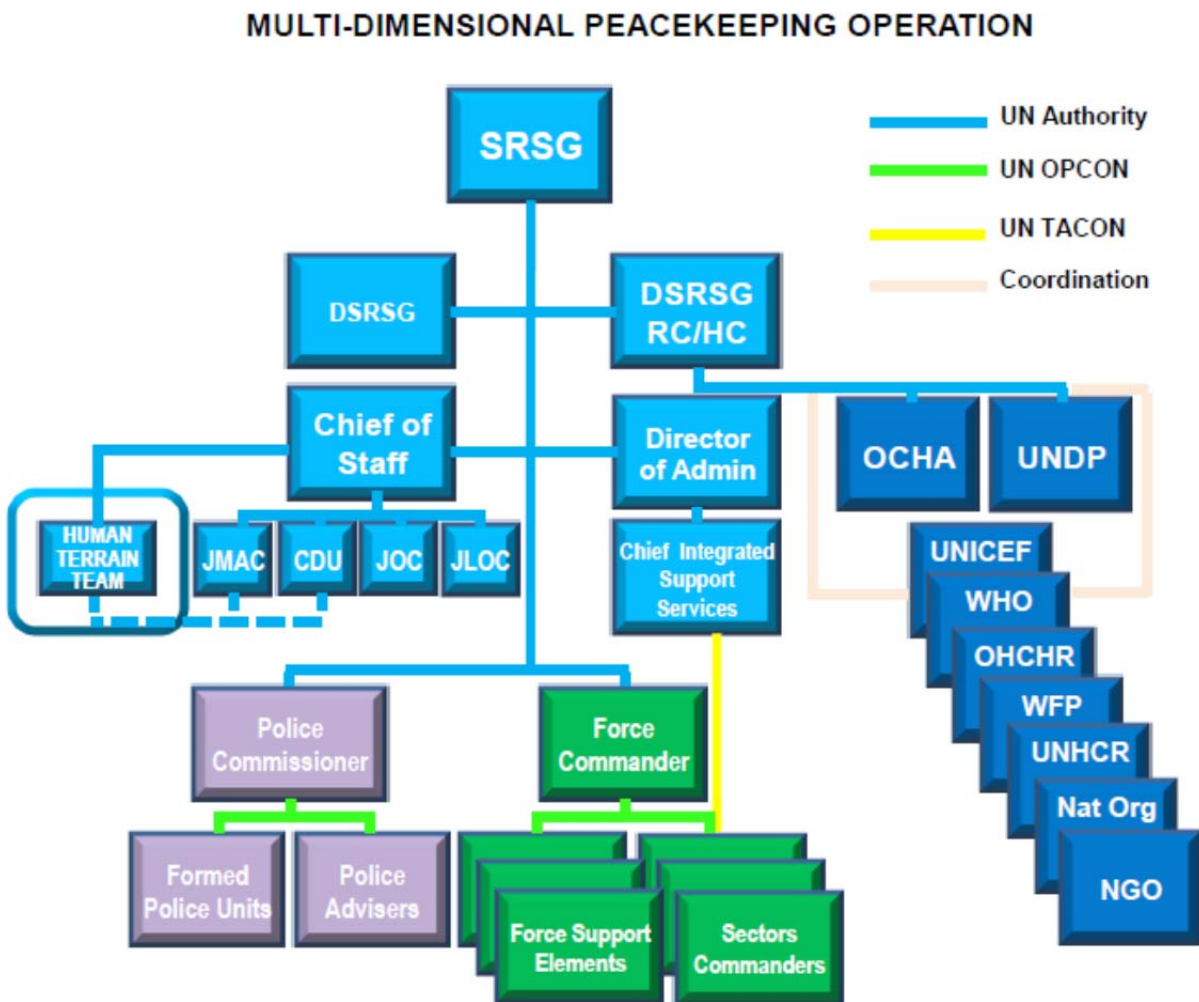 MULTI-DIMENSIONAL PEACEKEEPING OPERATION
SRSG
UN Authority
UN OPCON
UN TACON
Coordination
DSRSG
DSRSG
RC/HC
Chief of
Staff
Director
of Admin
OCHA
UNDP
HUMAN
TERRAIN
TEAM
JMAC
CDU
JOC
JLOC
Chief Integrated
Support
Services
UNICEF
WHO
OHCHR
WFP
UNHCR
Nat Org
NGO
Police
Commissioner
Force
Commander
Formed
Police Units
Police
Advisers
Force Support
Elements
Sectors
Commanders